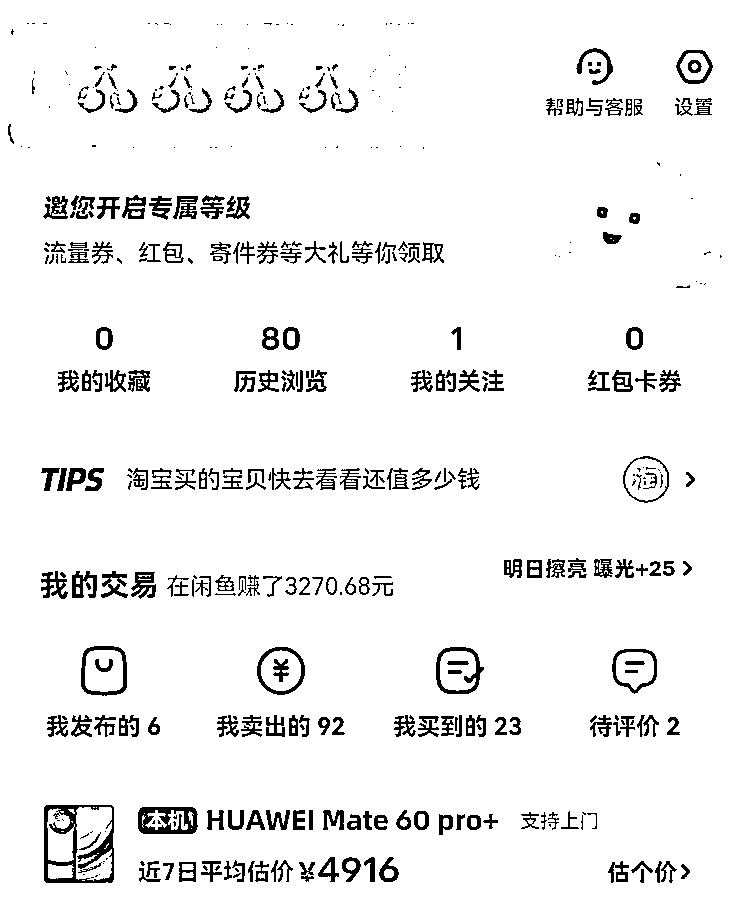 帮助与客服 设置
邀您开启专属等级
流量券、红包、寄件券等大礼等你领取
0 80 1 0
我的收藏 历史浏览 我的关注 红包卡券
TIPS 淘宝买的宝贝快去看看还值多少钱 淘
明日擦亮 曝光+25
我的交易 在闲鱼赚了3270.68元
我发布的 6 我卖出的 92 我买到的 23 待评价 2
本机 HUAWEI Mate 60 pro+ 支持上门
近7日平均估价 ¥4916 估个价